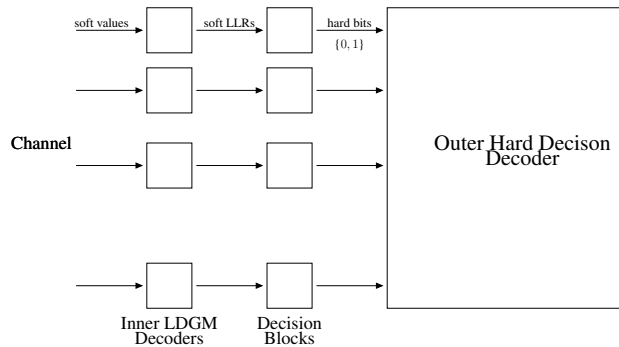 soft values
soft LLRs
hard bits
{0, 1}
Channel
Outer Hard Decison
Decoder
Inner LDGM
Decoders
Decision
Blocks